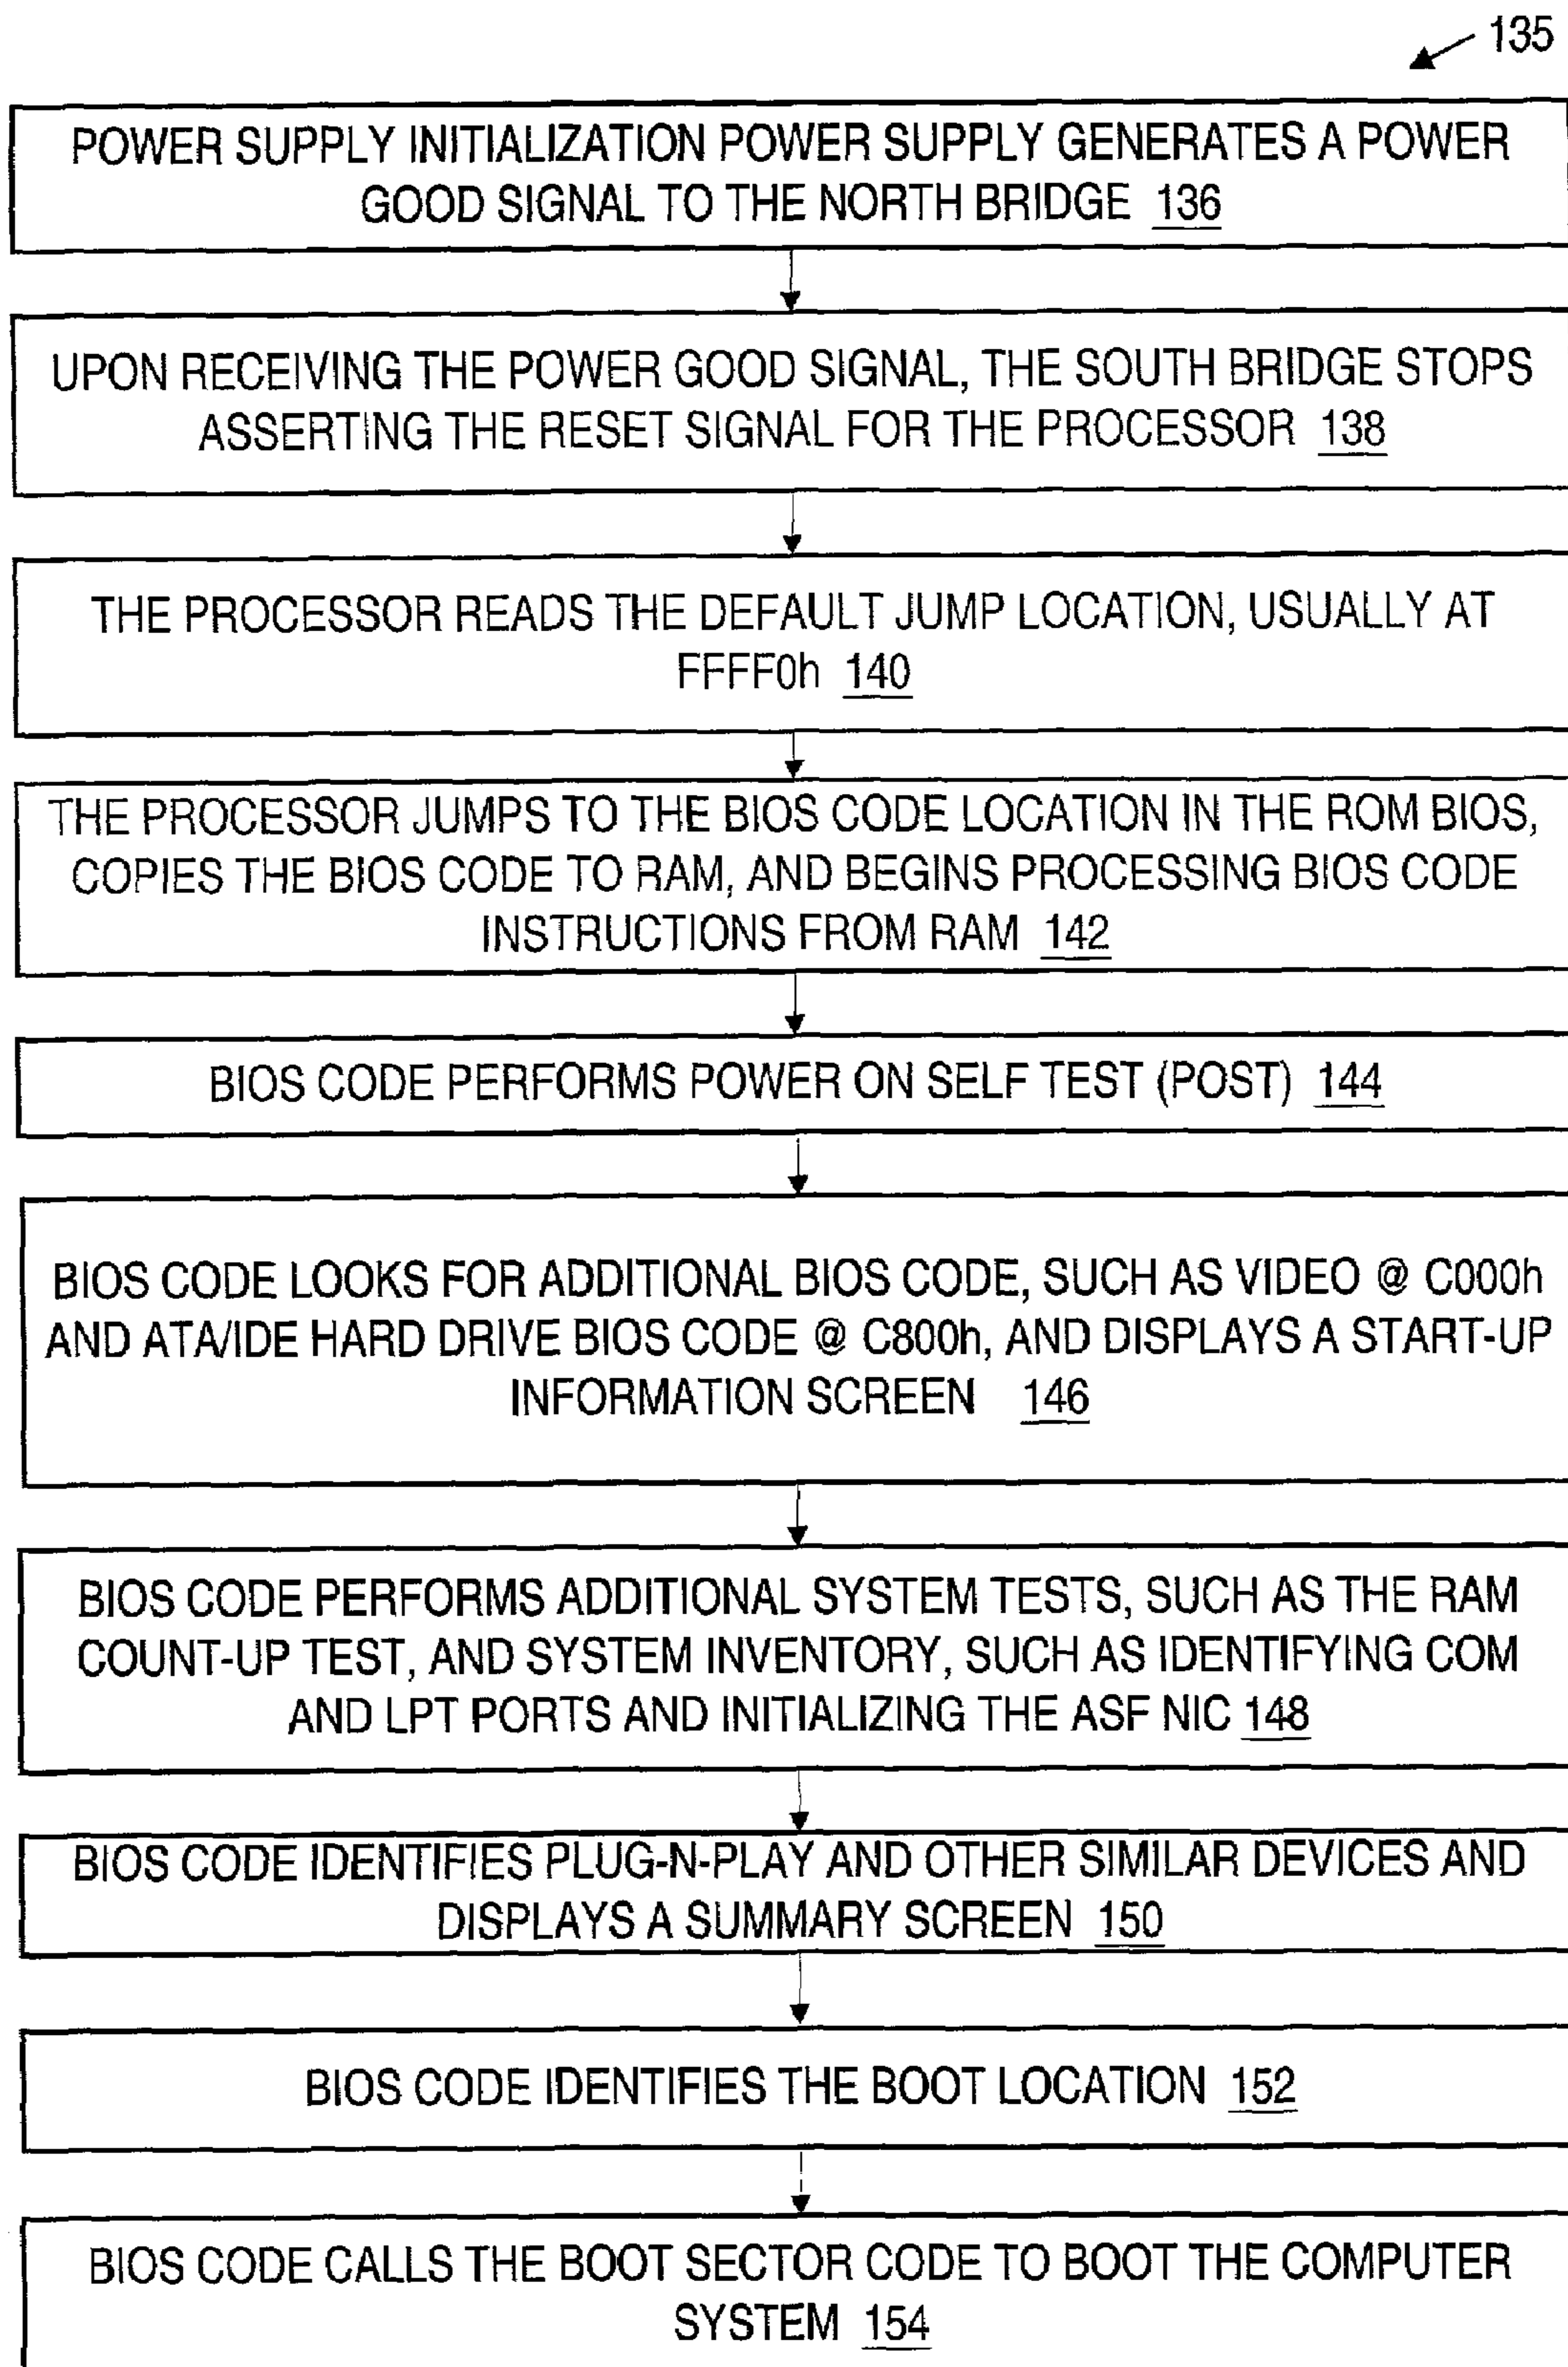 135
POWER SUPPLY INITIALIZATION POWER SUPPLY GENERATES A POWER
GOOD SIGNAL TO THE NORTH BRIDGE 136
UPON RECEIVING THE POWER GOOD SIGNAL, THE SOUTH BRIDGE STOPS
ASSERTING THE RESET SIGNAL FOR THE PROCESSOR 138
THE PROCESSOR READS THE DEFAULT JUMP LOCATION, USUALLY AT
FFFF0h 140
THE PROCESSOR JUMPS TO THE BIOS CODE LOCATION IN THE ROM BIOS,
COPIES THE BIOS CODE TO RAM, AND BEGINS PROCESSING BIOS CODE
INSTRUCTIONS FROM RAM 142
BIOS CODE PERFORMS POWER ON SELF TEST (POST) 144
BIOS CODE LOOKS FOR ADDITIONAL BIOS CODE, SUCH AS VIDEO @ C000h
AND ATA/IDE HARD DRIVE BIOS CODE @ C800h, AND DISPLAYS A START-UP
INFORMATION SCREEN 146
BIOS CODE PERFORMS ADDITIONAL SYSTEM TESTS, SUCH AS THE RAM
COUNT-UP TEST, AND SYSTEM INVENTORY, SUCH AS IDENTIFYING COM
AND LPT PORTS AND INITIALIZING THE ASF NIC 148
BIOS CODE IDENTIFIES PLUG-N-PLAY AND OTHER SIMILAR DEVICES AND
DISPLAYS A SUMMARY SCREEN 150
BIOS CODE IDENTIFIES THE BOOT LOCATION 152
BIOS CODE CALLS THE BOOT SECTOR CODE TO BOOT THE COMPUTER
SYSTEM 154